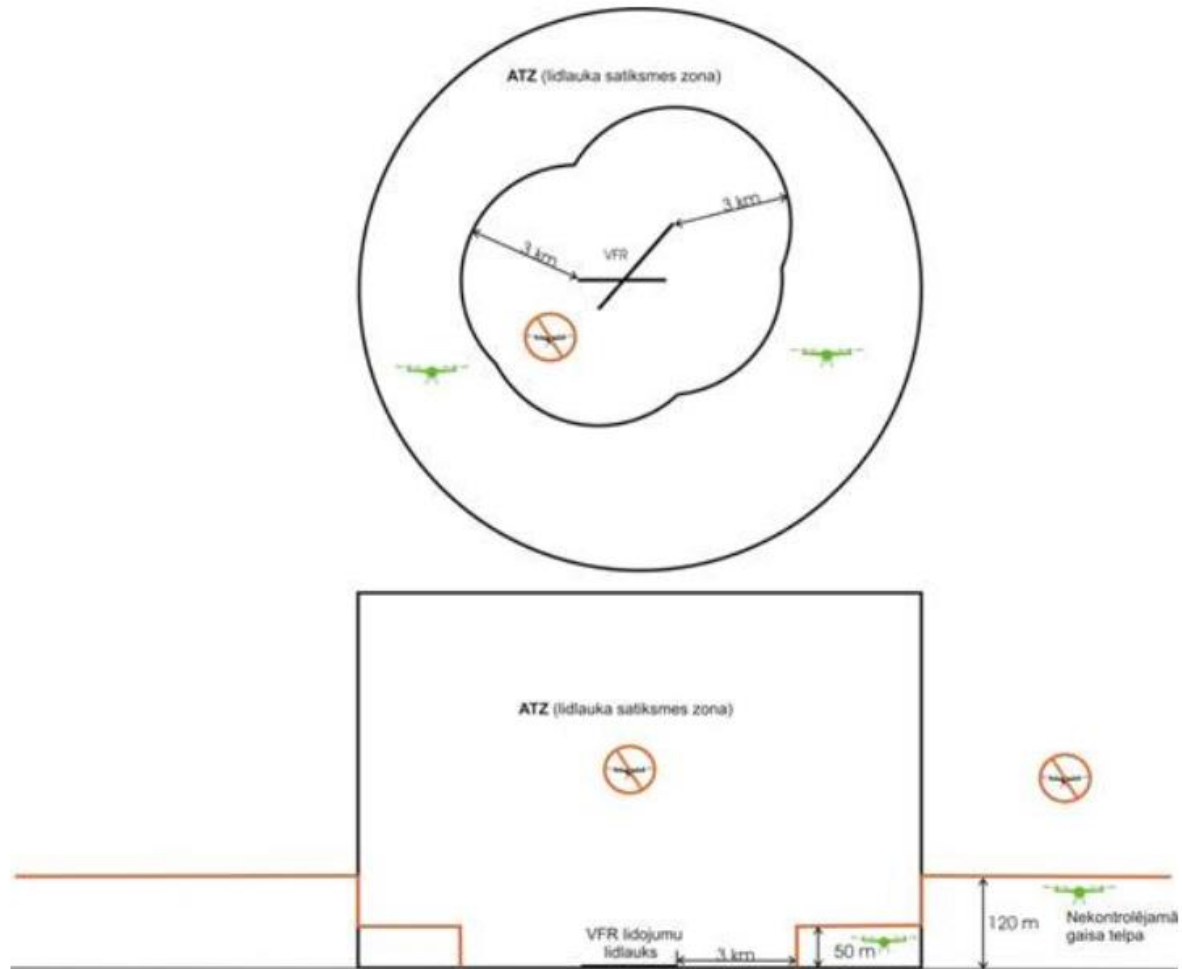 ATZ (lidlauka satiksmes zona)
3 km
3 km
VFR
ATZ (lidlauka satiksmes zona)
VFR lidojumu
lidlauks
3 km
50 m
120 m
Nekontrolējamā
gaisa telpa